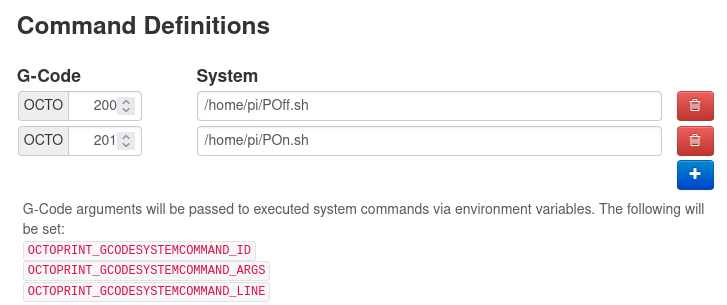 Command Definitions
G-Code System
OCTO 200 /home/pi/POff.sh
OCTO 201 /home/pi/POn.sh
G-Code arguments will be passed to executed system commands via environment variables. The following will
be set:
OCTOPRINT_GCODESYSTEMCOMMAND_ID
OCTOPRINT_GCODESYSTEMCOMMAND_ARGS
OCTOPRINT_GCODESYSTEMCOMMAND_LINE